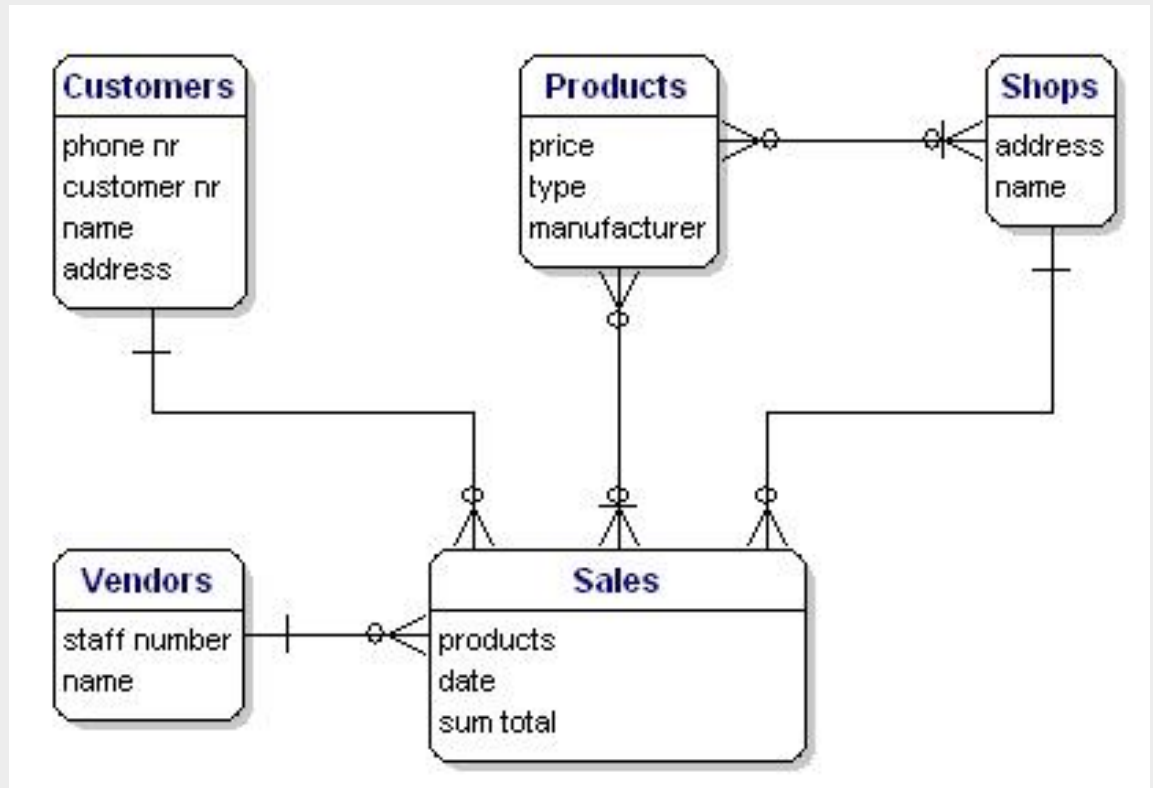 Customers
phone nr
customer nr
name
address
Products
price
type
manufacturer
Shops
address
name
Vendors
staff number
name
Sales
products
date
sum total